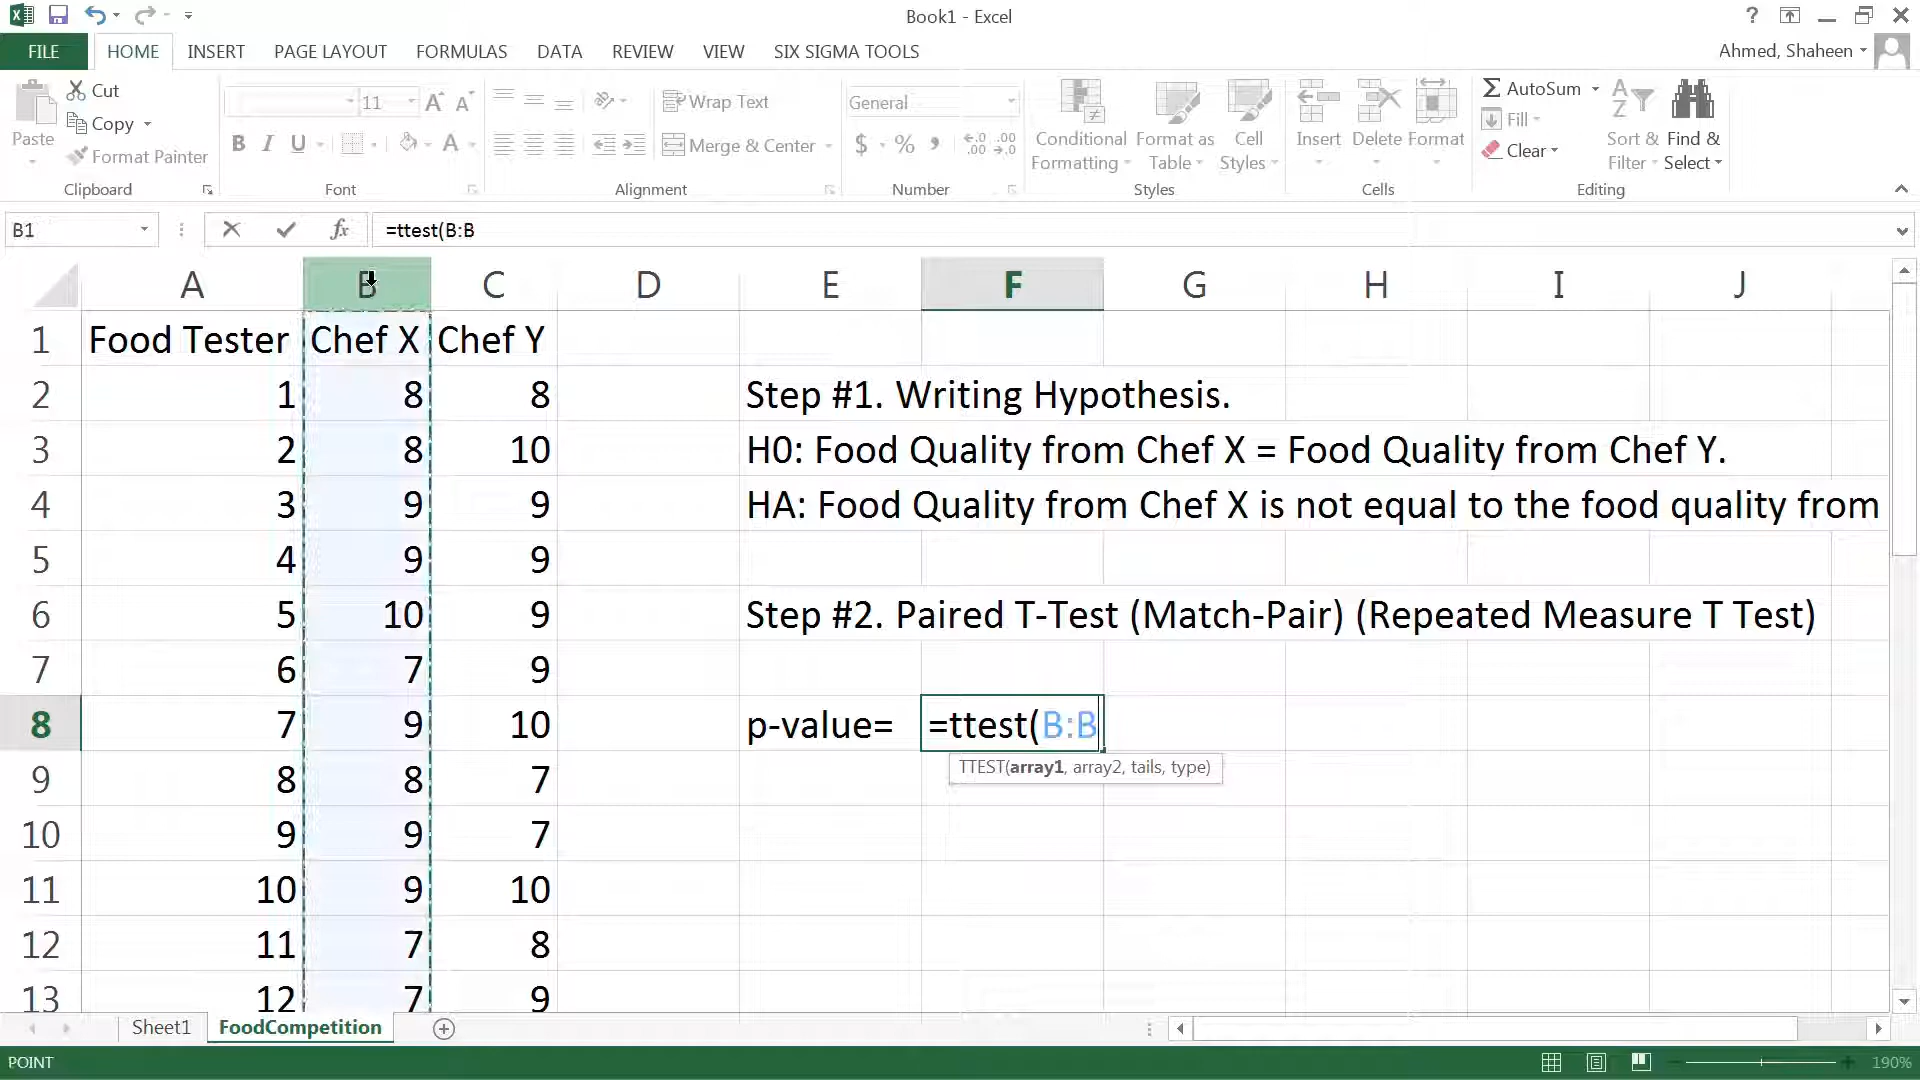 Book1 - Excel
?
FILE HOME INSERT PAGE LAYOUT FORMULAS DATA REVIEW VIEW SIX SIGMA TOOLS
Ahmed, Shaheen
Paste
Cut
Copy
Format Painter
Clipboard
11
B I U
Font
Wrap Text
Merge & Center
Alignment
General
$ % ,
Number
Conditional Formatting
Format as Table
Cell Styles
Styles
Insert
Delete
Format
Cells
AutoSum
Fill
Clear
Sort & Filter
Find & Select
Editing
B1
fx
=ttest(B:B
A B C D E F G H I J
1 Food Tester Chef X Chef Y
2 1 8 8 Step #1. Writing Hypothesis.
3 2 8 10 H0: Food Quality from Chef X = Food Quality from Chef Y.
4 3 9 9 HA: Food Quality from Chef X is not equal to the food quality from
5 4 9 9
6 5 10 9 Step #2. Paired T-Test (Match-Pair) (Repeated Measure T Test)
7 6 7 9
8 7 9 10 p-value= =ttest(B:B
TTEST(array1, array2, tails, type)
9 8 8 7
10 9 9 7
11 10 9 10
12 11 7 8
13 12 7 9
Sheet1 FoodCompetition
POINT
190%